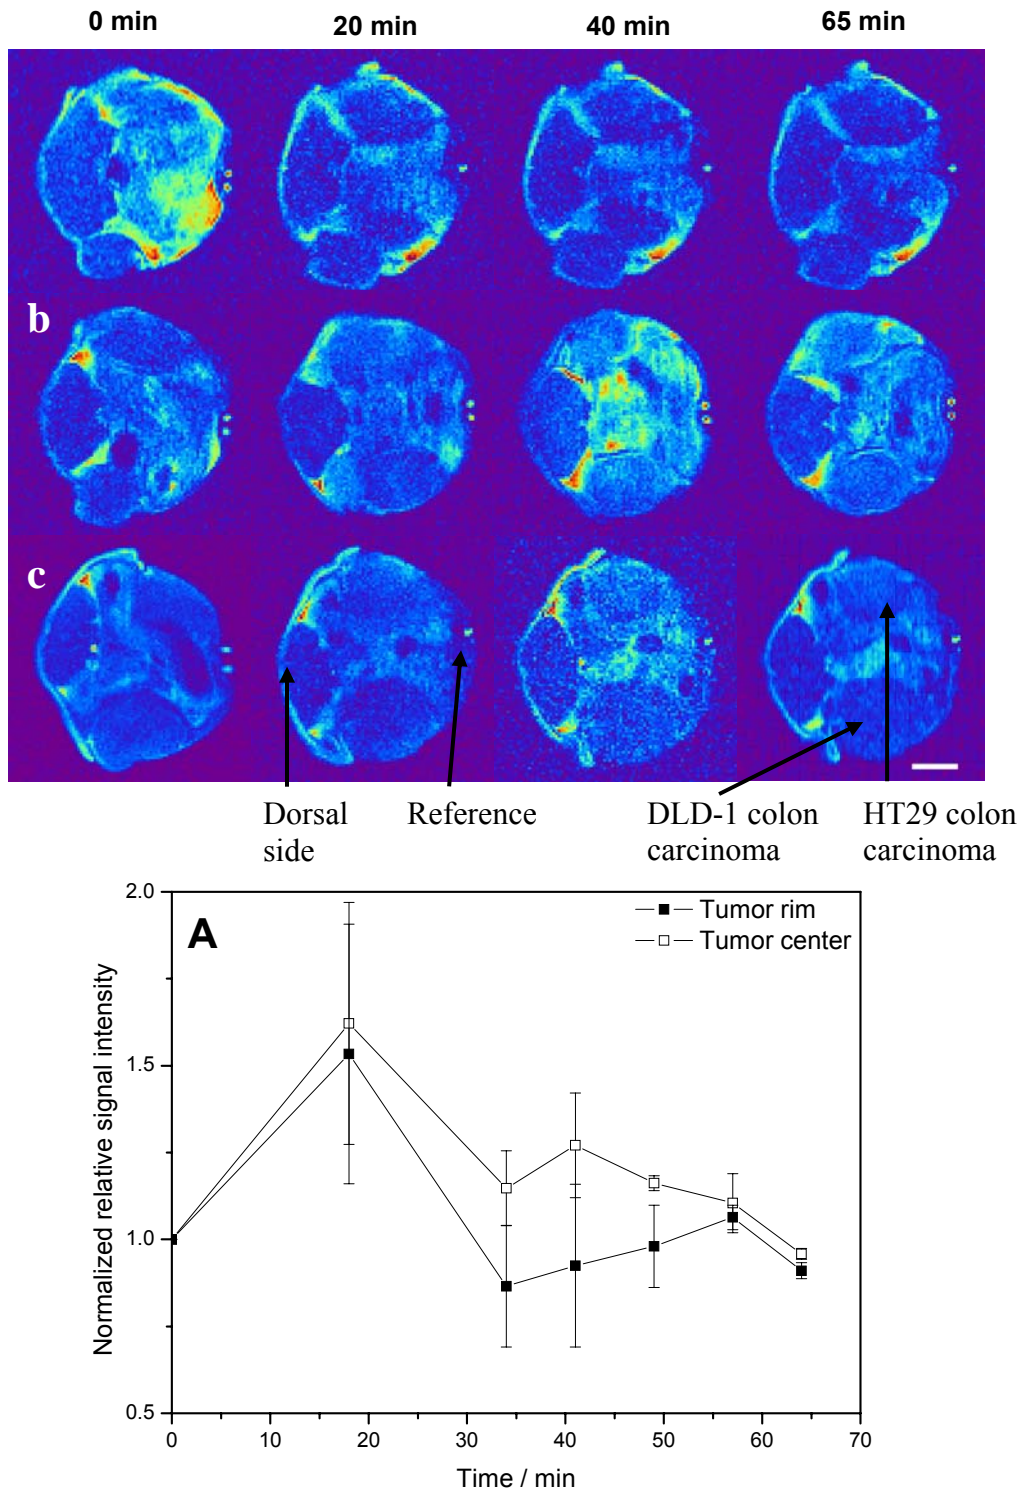 0 min 20 min 40 min 65 min
b
c
Dorsal side
Reference
DLD-1 colon carcinoma
HT29 colon carcinoma
A
Tumor rim
Tumor center
Normalized relative signal intensity
2.0
1.5
1.0
0.5
0 10 20 30 40 50 60 70
Time / min